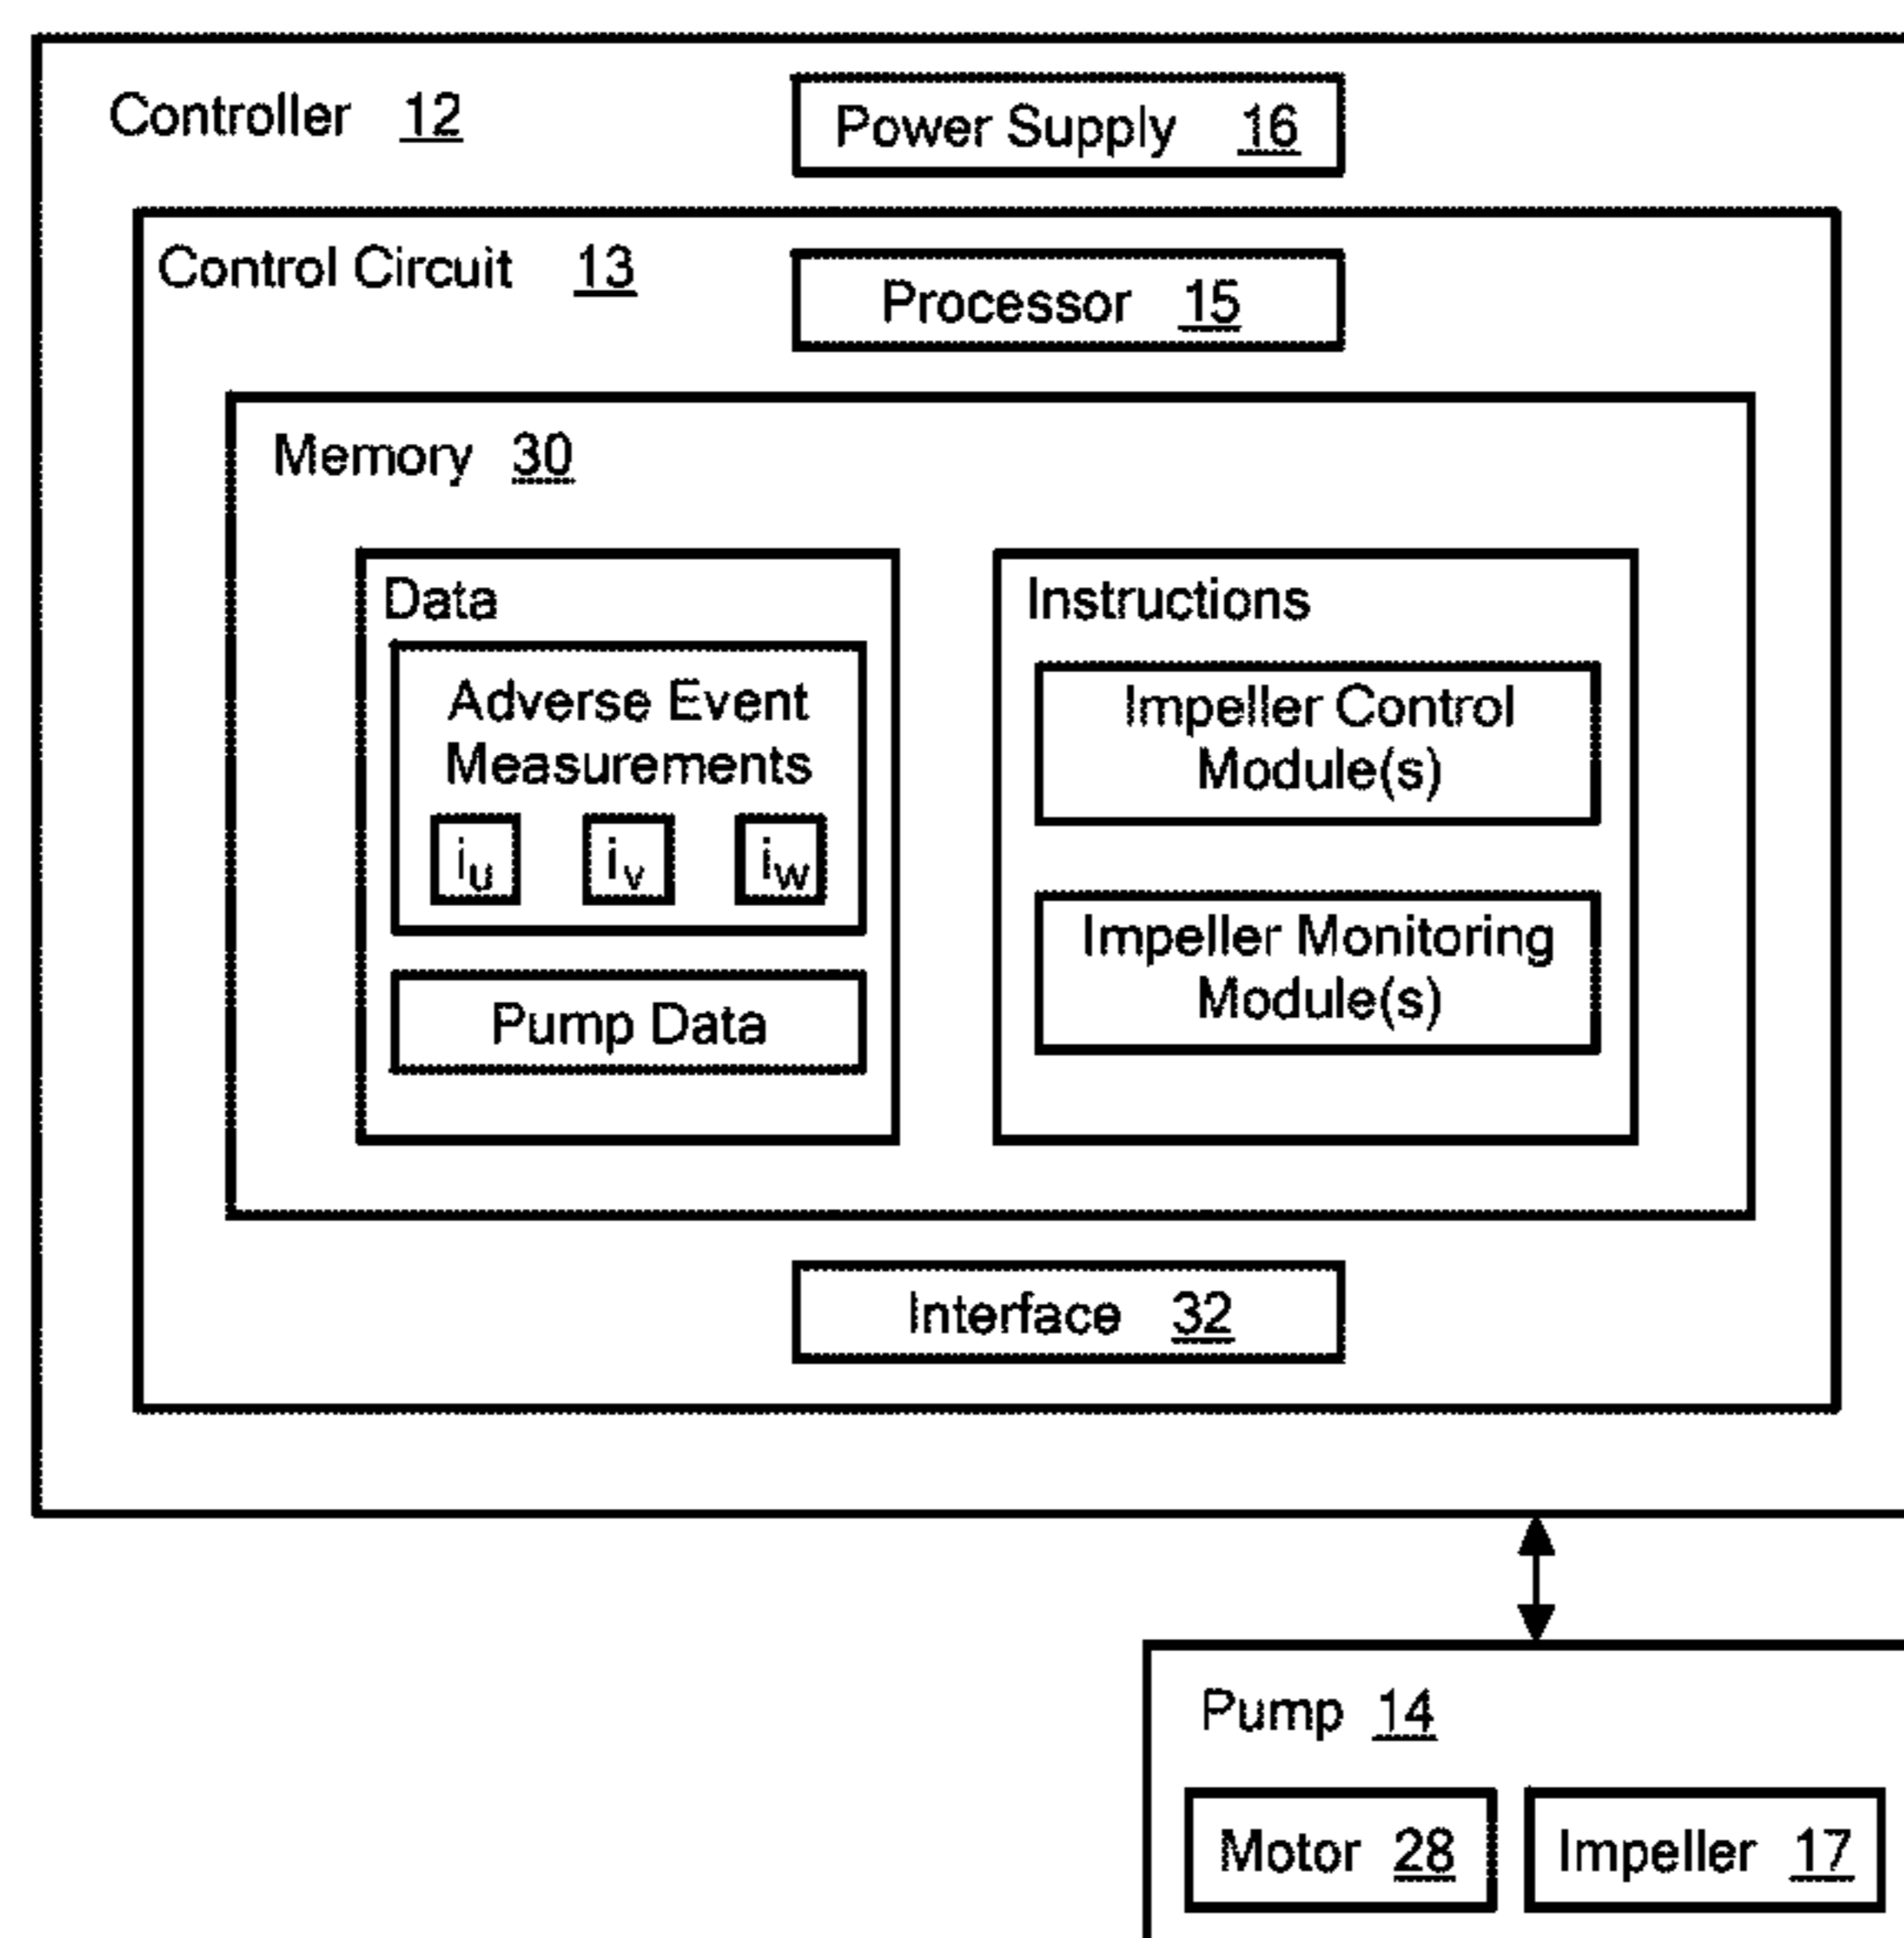 Controller 12
Power Supply 16
Control Circuit 13
Processor 15
Memory 30
Data
Adverse Event
Measurements
iu iv iw
Pump Data
Instructions
Impeller Control
Module(s)
Impeller Monitoring
Module(s)
Interface 32
Pump 14
Motor 28
Impeller 17